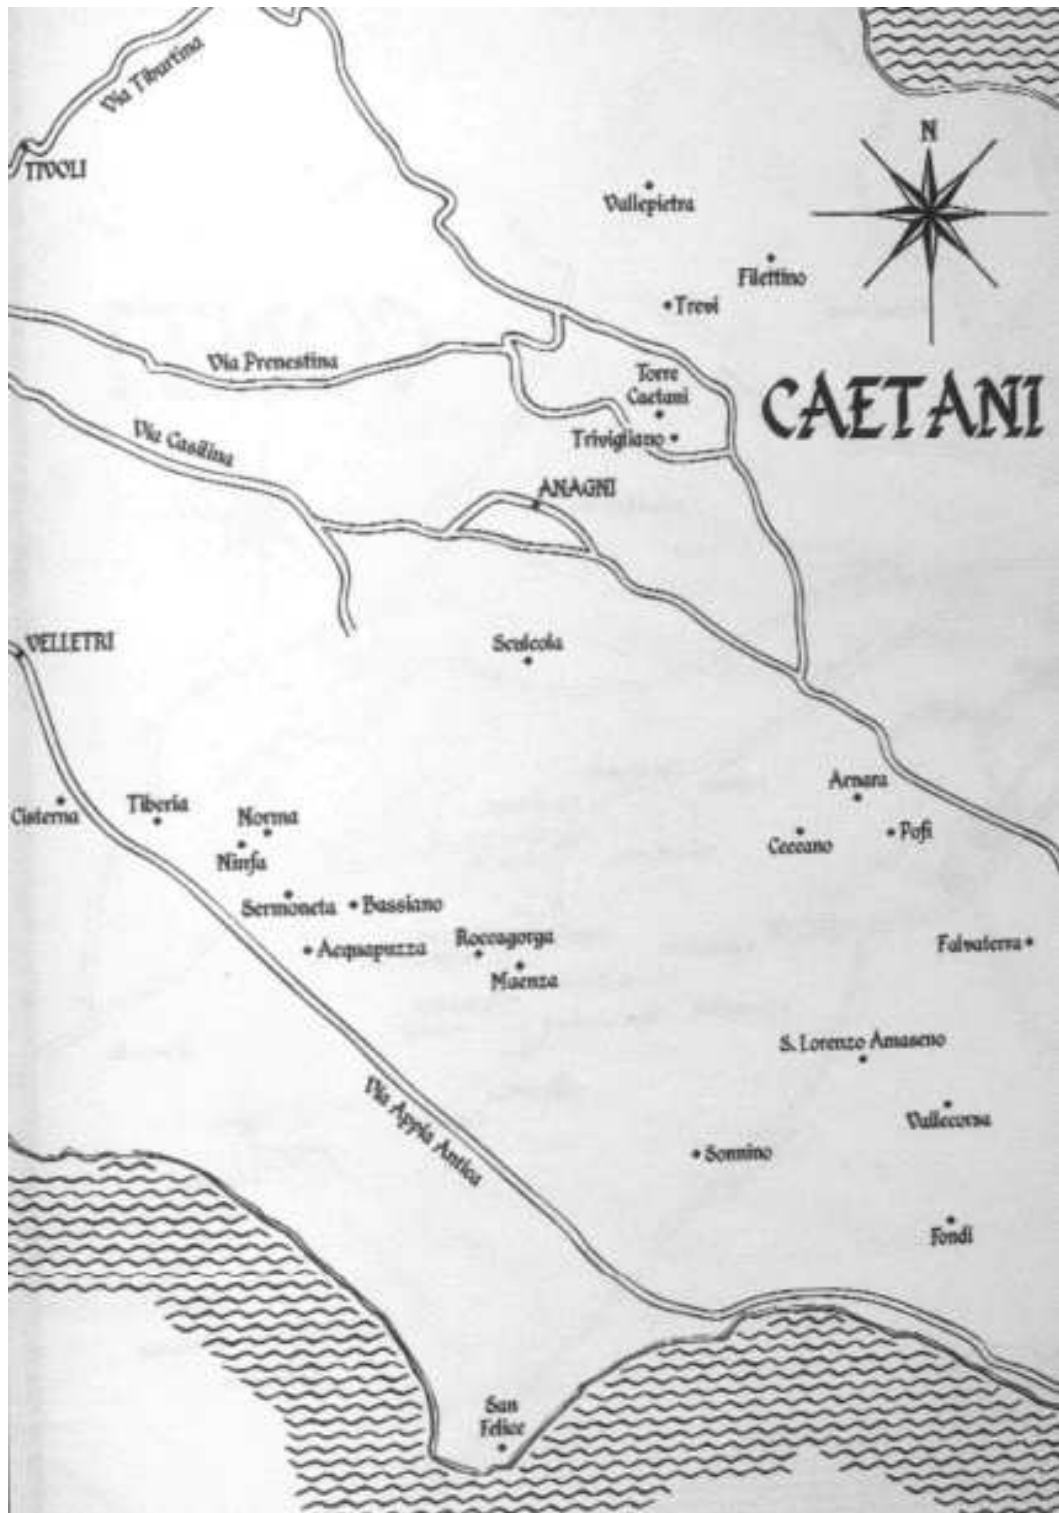 Via Tiburtina
TIVOLI
N
Vallepietra
Filettino
Trevi
Via Prenestina
Torre
Caetani
CAETANI
Trivigliano
Via Casilina
ANAGNI
VELLETRI
Sculcola
Arnara
Cisterna
Tiberia
Norma
Ceccano
Pofi
Ninfa
Sermoneta
Bassiano
Acquapuzza
Roccagorga
Falvaterra
Maenza
S. Lorenzo Amaseno
Via Appia Antica
Vallecorsa
Sonnino
Fondi
San
Felice